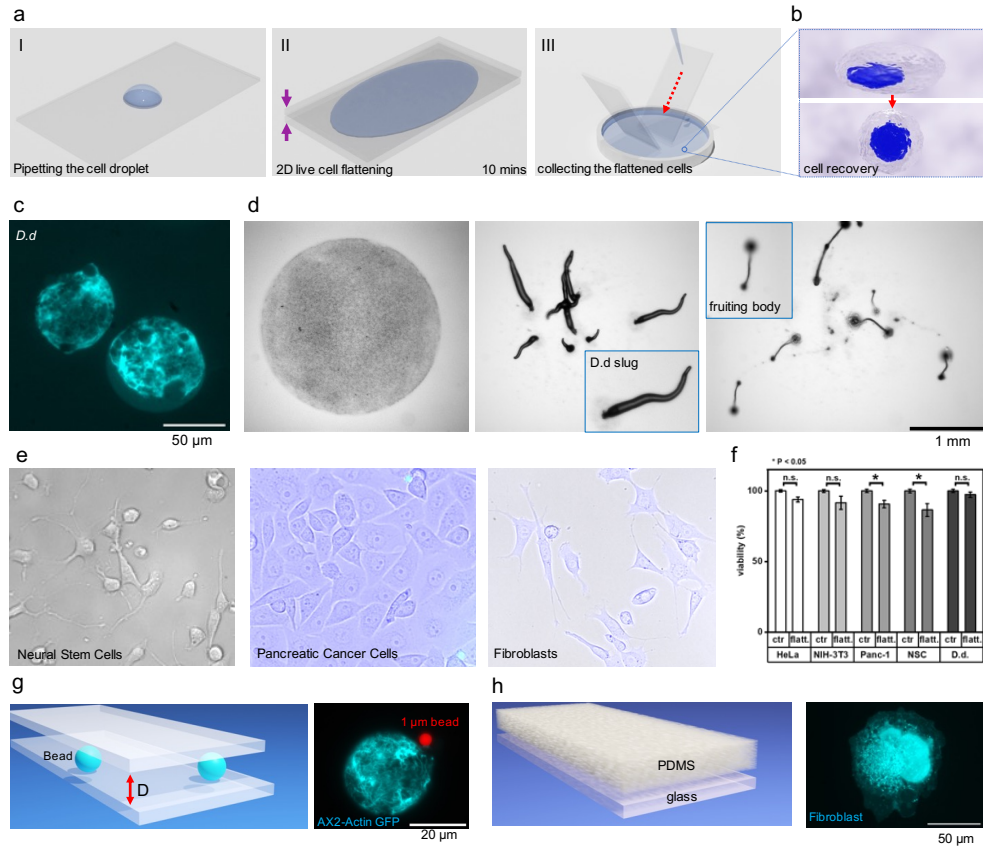 a
I
II
III
b
Pipetting the cell droplet
2D live cell flattening
10 mins
collecting the flattened cells
cell recovery
c
d
D.d
50 µm
D.d slug
fruiting body
1 mm
e
Neural Stem Cells
Pancreatic Cancer Cells
Fibroblasts
f
* P < 0.05
n.s.
n.s.
*
*
n.s.
100
50
0
viability (%)
ctr flatt. ctr flatt. ctr flatt. ctr flatt. ctr flatt.
HeLa NIH-3T3 Panc-1 NSC D.d.
g
Bead
D
AX2-Actin GFP
1 µm bead
20 µm
h
PDMS
glass
Fibroblast
50 µm